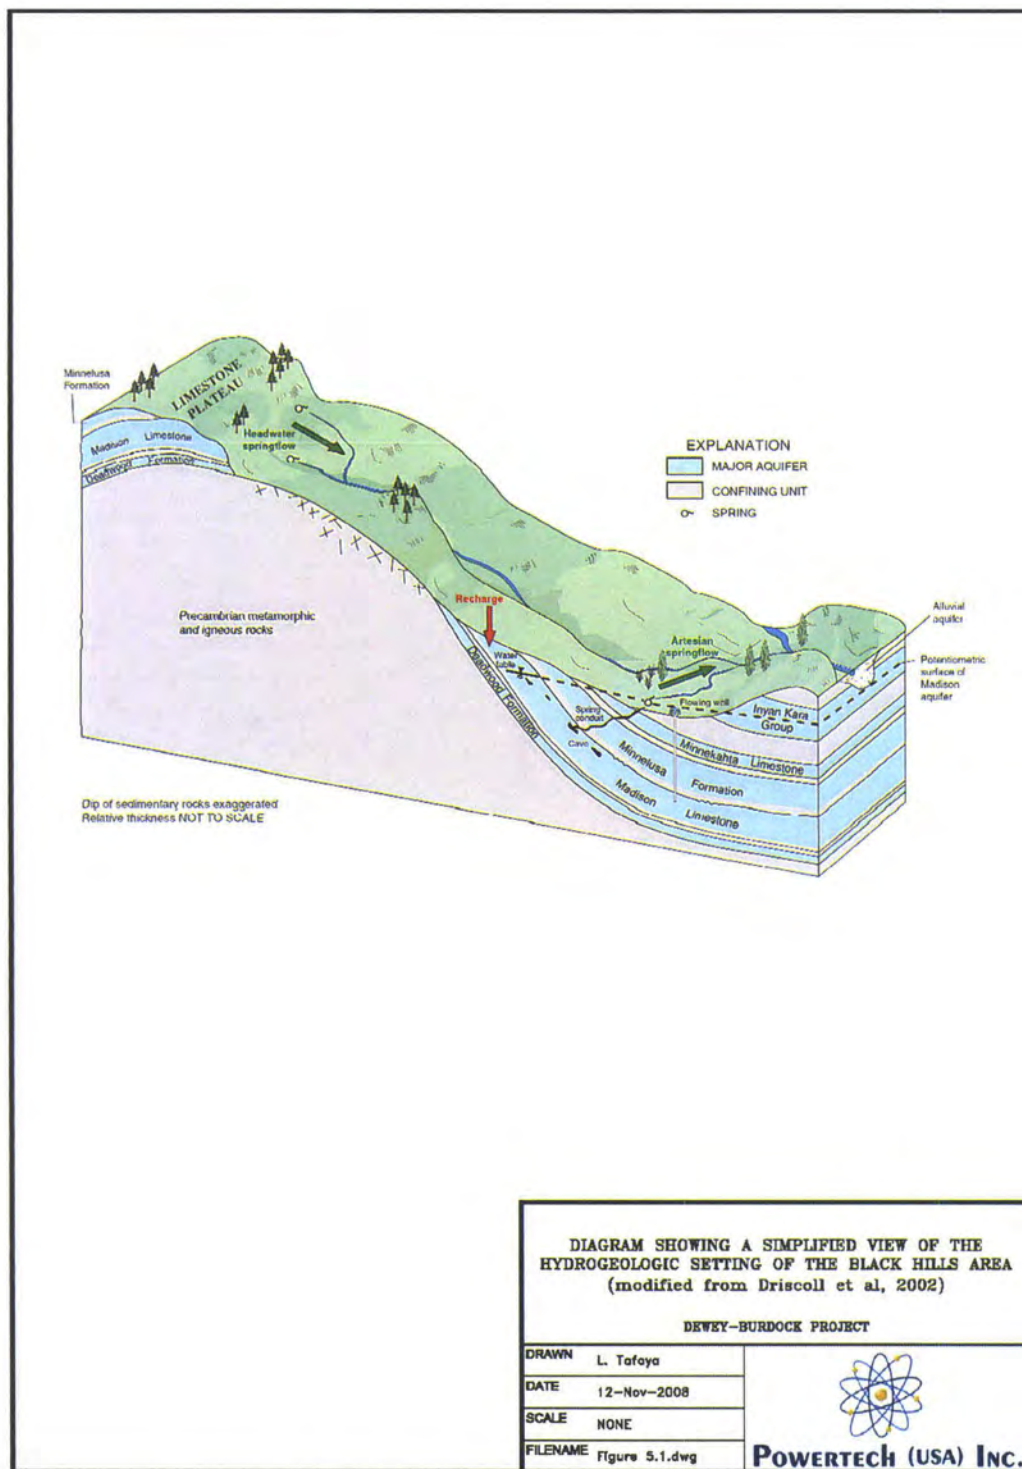 Minnelusa
Formation
LIMESTONE
PLATEAU
Madison Limestone
Deadwood Formation
Headwater
springflow
EXPLANATION
MAJOR AQUIFER
CONFINING UNIT
SPRING
Precambrian metamorphic
and igneous rocks
Recharge
Water
table
Deadwood Formation
Artesian
springflow
Alluvial
aquifer
Potentiometric
surface of
Madison
aquifer
Flowing well
Inyan Kara
Group
Spring
conduit
Cave
Minnekahta Limestone
Minnelusa Formation
Madison Limestone
Dip of sedimentary rocks exaggerated
Relative thickness NOT TO SCALE
DIAGRAM SHOWING A SIMPLIFIED VIEW OF THE
HYDROGEOLOGIC SETTING OF THE BLACK HILLS AREA
(modified from Driscoll et al, 2002)
DEWEY-BURDOCK PROJECT
DRAWN L. Tafoya
DATE 12-Nov-2008
SCALE NONE
FILENAME Figure 5.1.dwg
POWERTECH (USA) INC.